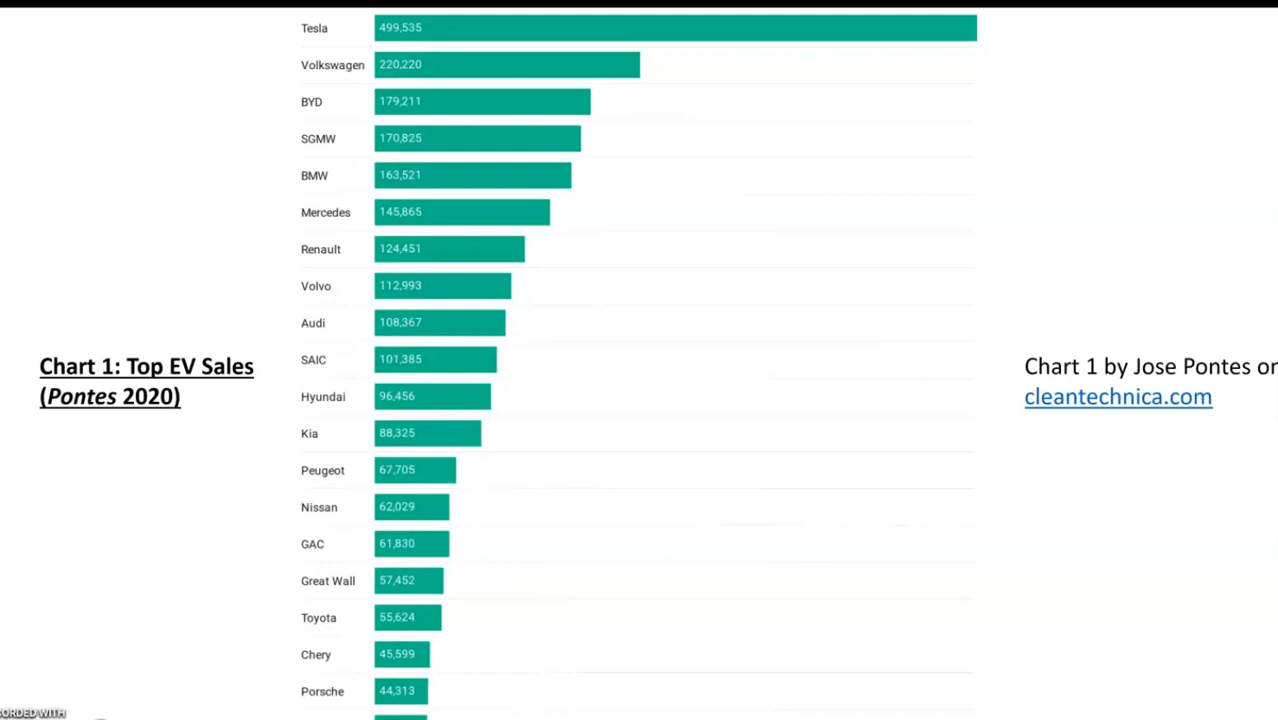 Tesla 499,535
Volkswagen 220,220
BYD 179,211
SGMW 170,825
BMW 163,521
Mercedes 145,865
Renault 124,451
Volvo 112,993
Audi 108,367
SAIC 101,385
Hyundai 96,456
Kia 88,325
Peugeot 67,705
Nissan 62,029
GAC 61,830
Great Wall 57,452
Toyota 55,624
Chery 45,599
Porsche 44,313
Chart 1: Top EV Sales
(Pontes 2020)
Chart 1 by Jose Pontes on
cleantechnica.com
WITH